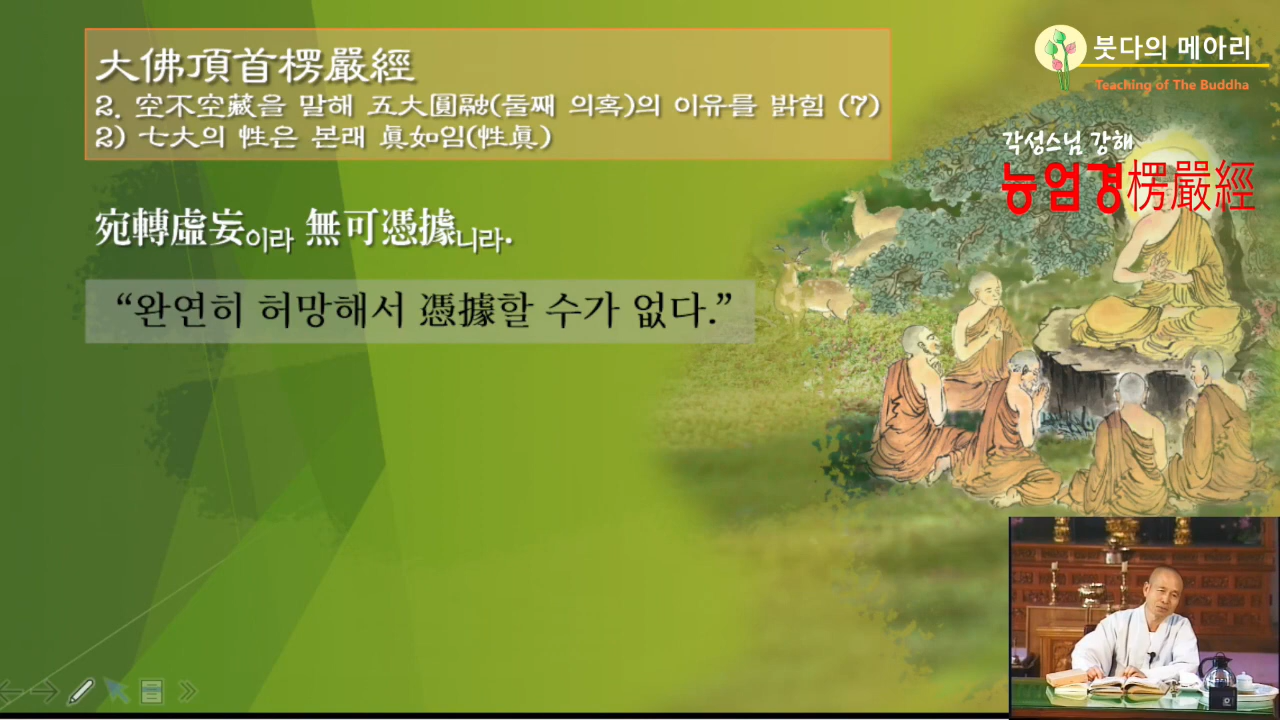 大佛頂首楞嚴經
2. 空不空藏을 말해 五大圓融(둘째 의혹)의 이유를 밝힘 (7)
2) 七大의 性은 본래 眞如임(性眞)
宛轉虛妄이라 無可憑據니라.
“완연히 허망해서 憑據할 수가 없다.”
붓다의 메아리
Teaching of The Buddha
각성스님 강해
능엄경楞嚴經